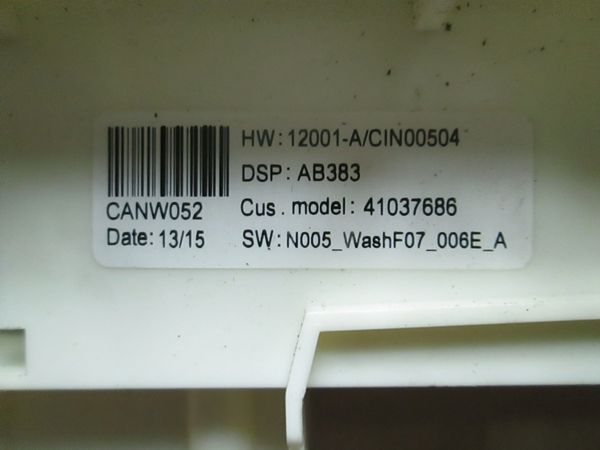 HW: 12001-A/CIN00504
DSP: AB383
CANW052
Cus. model: 41037686
Date: 13/15
SW: N005_WashF07_006E_A